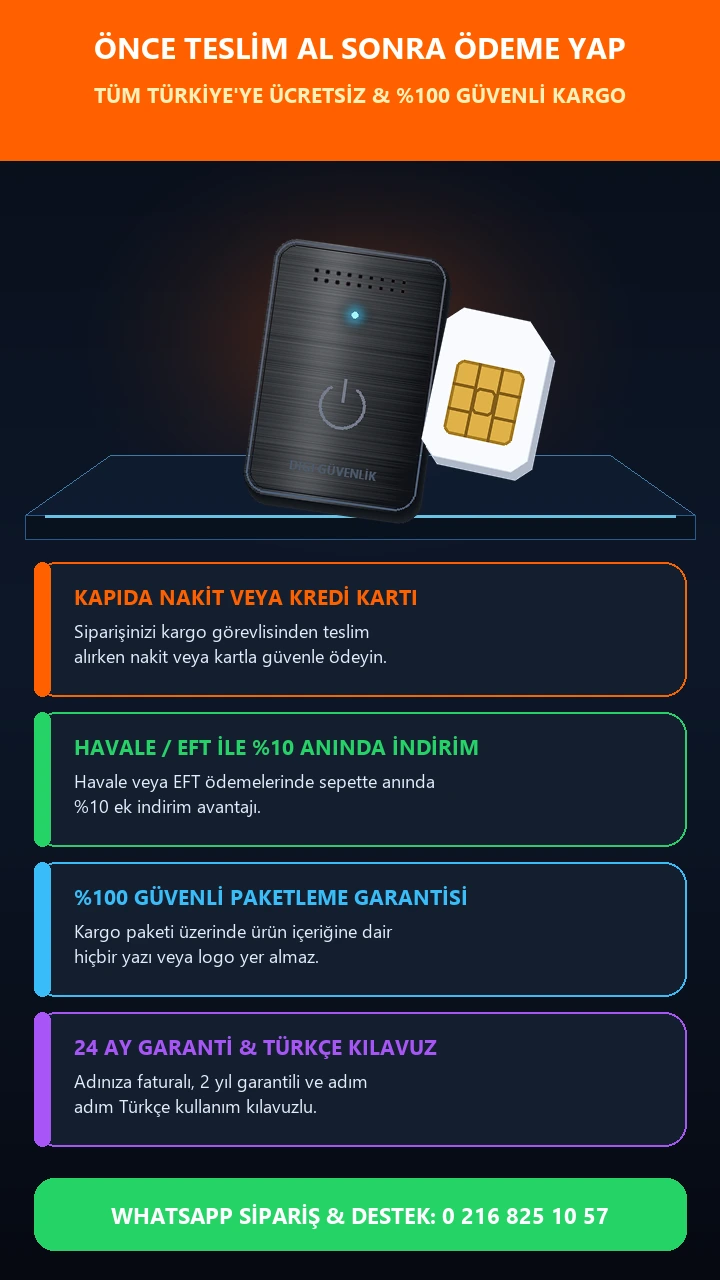 ÖNCE TESLİM AL SONRA ÖDEME YAP
TÜM TÜRKİYE'YE ÜCRETSİZ & %100 GÜVENLİ KARGO
GÜVENLİK
KAPIDA NAKİT VEYA KREDİ KARTI
Siparişinizi kargo görevlisinden teslim
alırken nakit veya kartla güvenle ödeyin.
HAVALE / EFT İLE %10 ANINDA İNDİRİM
Havale veya EFT ödemelerinde sepette anında
%10 ek indirim avantajı.
%100 GÜVENLİ PAKETLEME GARANTİSİ
Kargo paketi üzerinde ürün içeriğine dair
hiçbir yazı veya logo yer almaz.
24 AY GARANTİ & TÜRKÇE KILAVUZ
Adınıza faturalı, 2 yıl garantili ve adım
adım Türkçe kullanım kılavuzlu.
WHATSAPP SİPARİŞ & DESTEK: 0 216 825 10 57